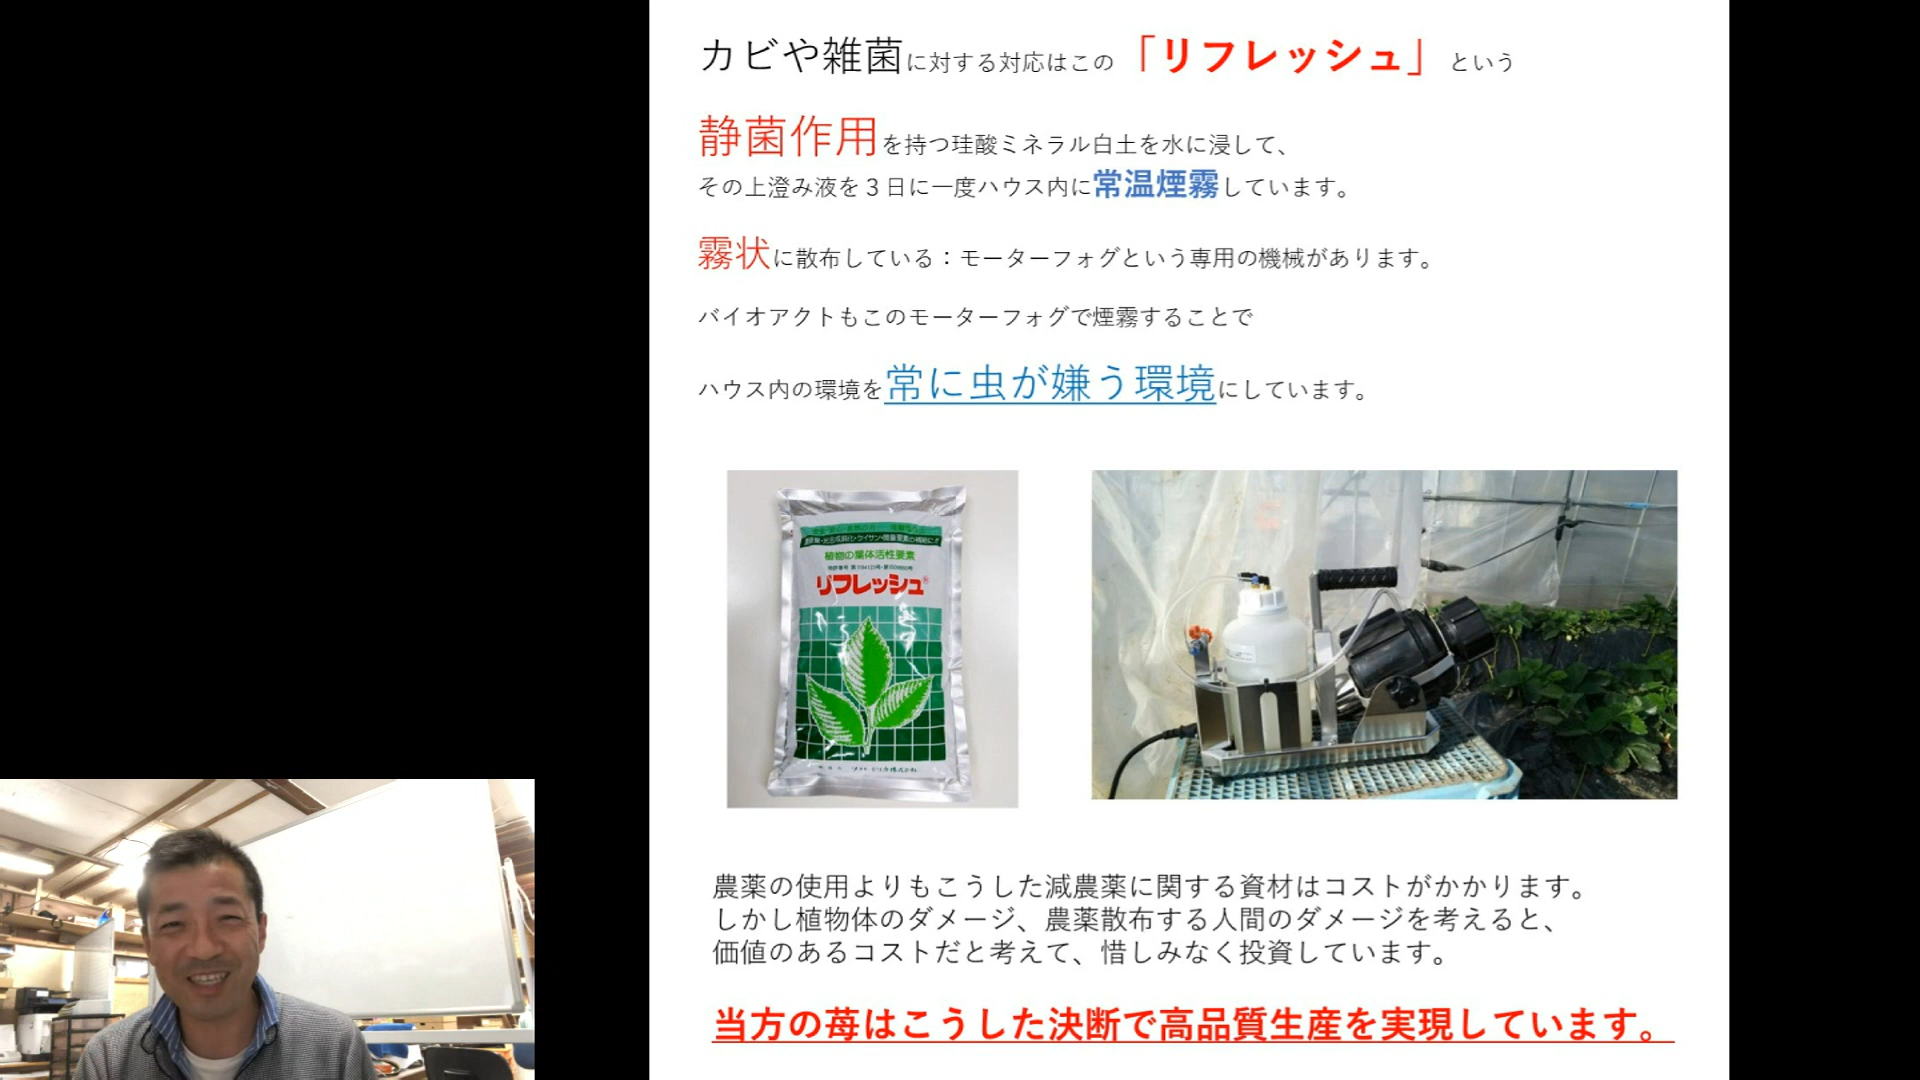 カビや雑菌に対する対応はこの「リフレッシュ」という
静菌作用を持つ珪酸ミネラル白土を水に浸して、
その上澄み液を３日に一度ハウス内に常温煙霧しています。
霧状に散布している：モーターフォグという専用の機械があります。
バイオアクトもこのモーターフォグで煙霧することで
ハウス内の環境を常に虫が嫌う環境にしています。
植物の葉体活性要素
リフレッシュ®
農薬の使用よりもこうした減農薬に関する資材はコストがかかります。
しかし植物体のダメージ、農薬散布する人間のダメージを考えると、
価値のあるコストだと考えて、惜しみなく投資しています。
当方の苺はこうした決断で高品質生産を実現しています。